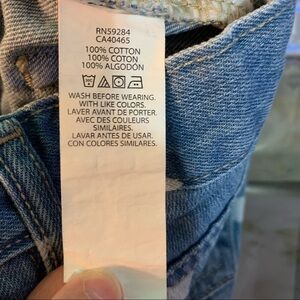 RN59284
CA40465
100% COTTON
100% COTON
100% ALGODON
WASH BEFORE WEARING.
WITH LIKE COLORS.
LAVER AVANT DE PORTER.
AVEC DES COULEURS
SIMILAIRES.
LAVAR ANTES DE USAR.
CON COLORES SIMILARES.